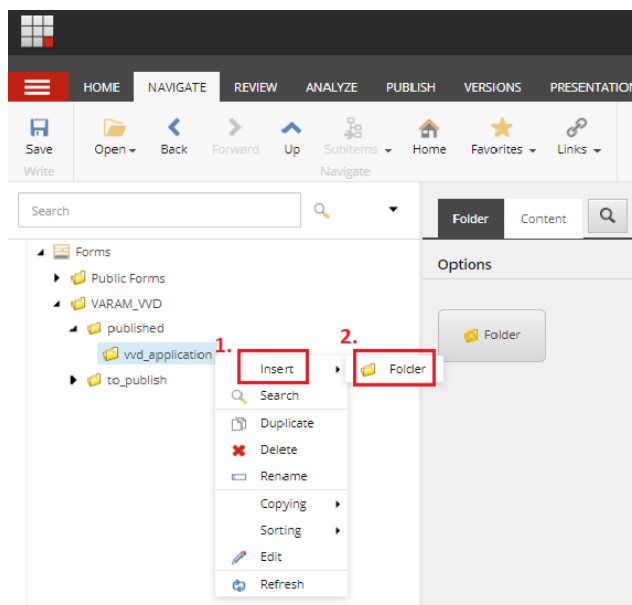 HOME NAVIGATE REVIEW ANALYZE PUBLISH VERSIONS PRESENTATION
Save Open Back Forward Up Subitems Home Favorites Links
Write Navigate
Search
Folder Content
Forms
Options
Public Forms
VARAM_VVD
published
Folder
1. 2.
vvd_application
Insert Folder
to_publish
Search
Duplicate
Delete
Rename
Copying
Sorting
Edit
Refresh